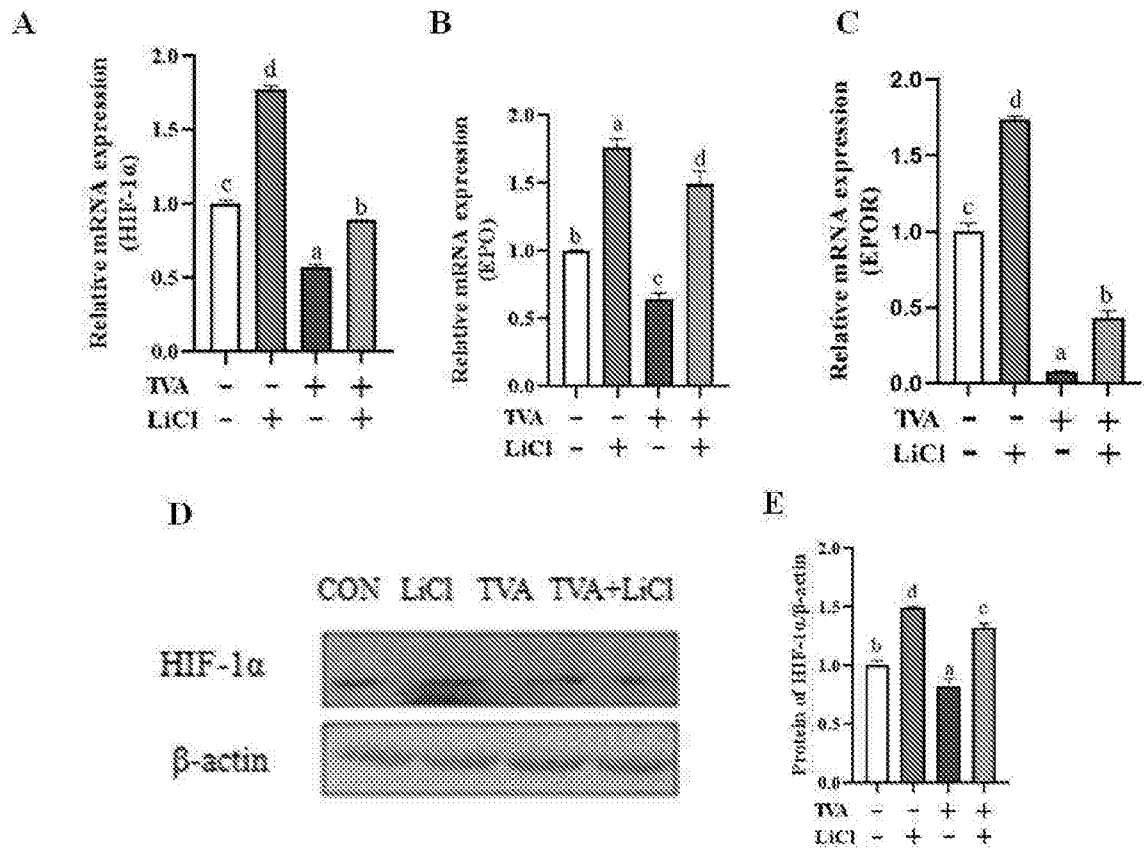 A
Relative mRNA expression
(HIF-1α)
2.0
1.5
1.0
0.5
0.0
c
d
a
b
TVA - - + +
LiCl - + - +
B
Relative mRNA expression
(EPO)
2.0
1.5
1.0
0.5
0.0
b
a
c
d
TVA - - + +
LiCl - + - +
C
Relative mRNA expression
(EPOR)
2.0
1.5
1.0
0.5
0.0
c
d
a
b
TVA - - + +
LiCl - + - +
D
CON LiCl TVA TVA+LiCl
HIF-1α
β-actin
E
Protein of HIF-1α/β-actin
2.0
1.5
1.0
0.5
0.0
b
d
a
c
TVA - - + +
LiCl - + - +